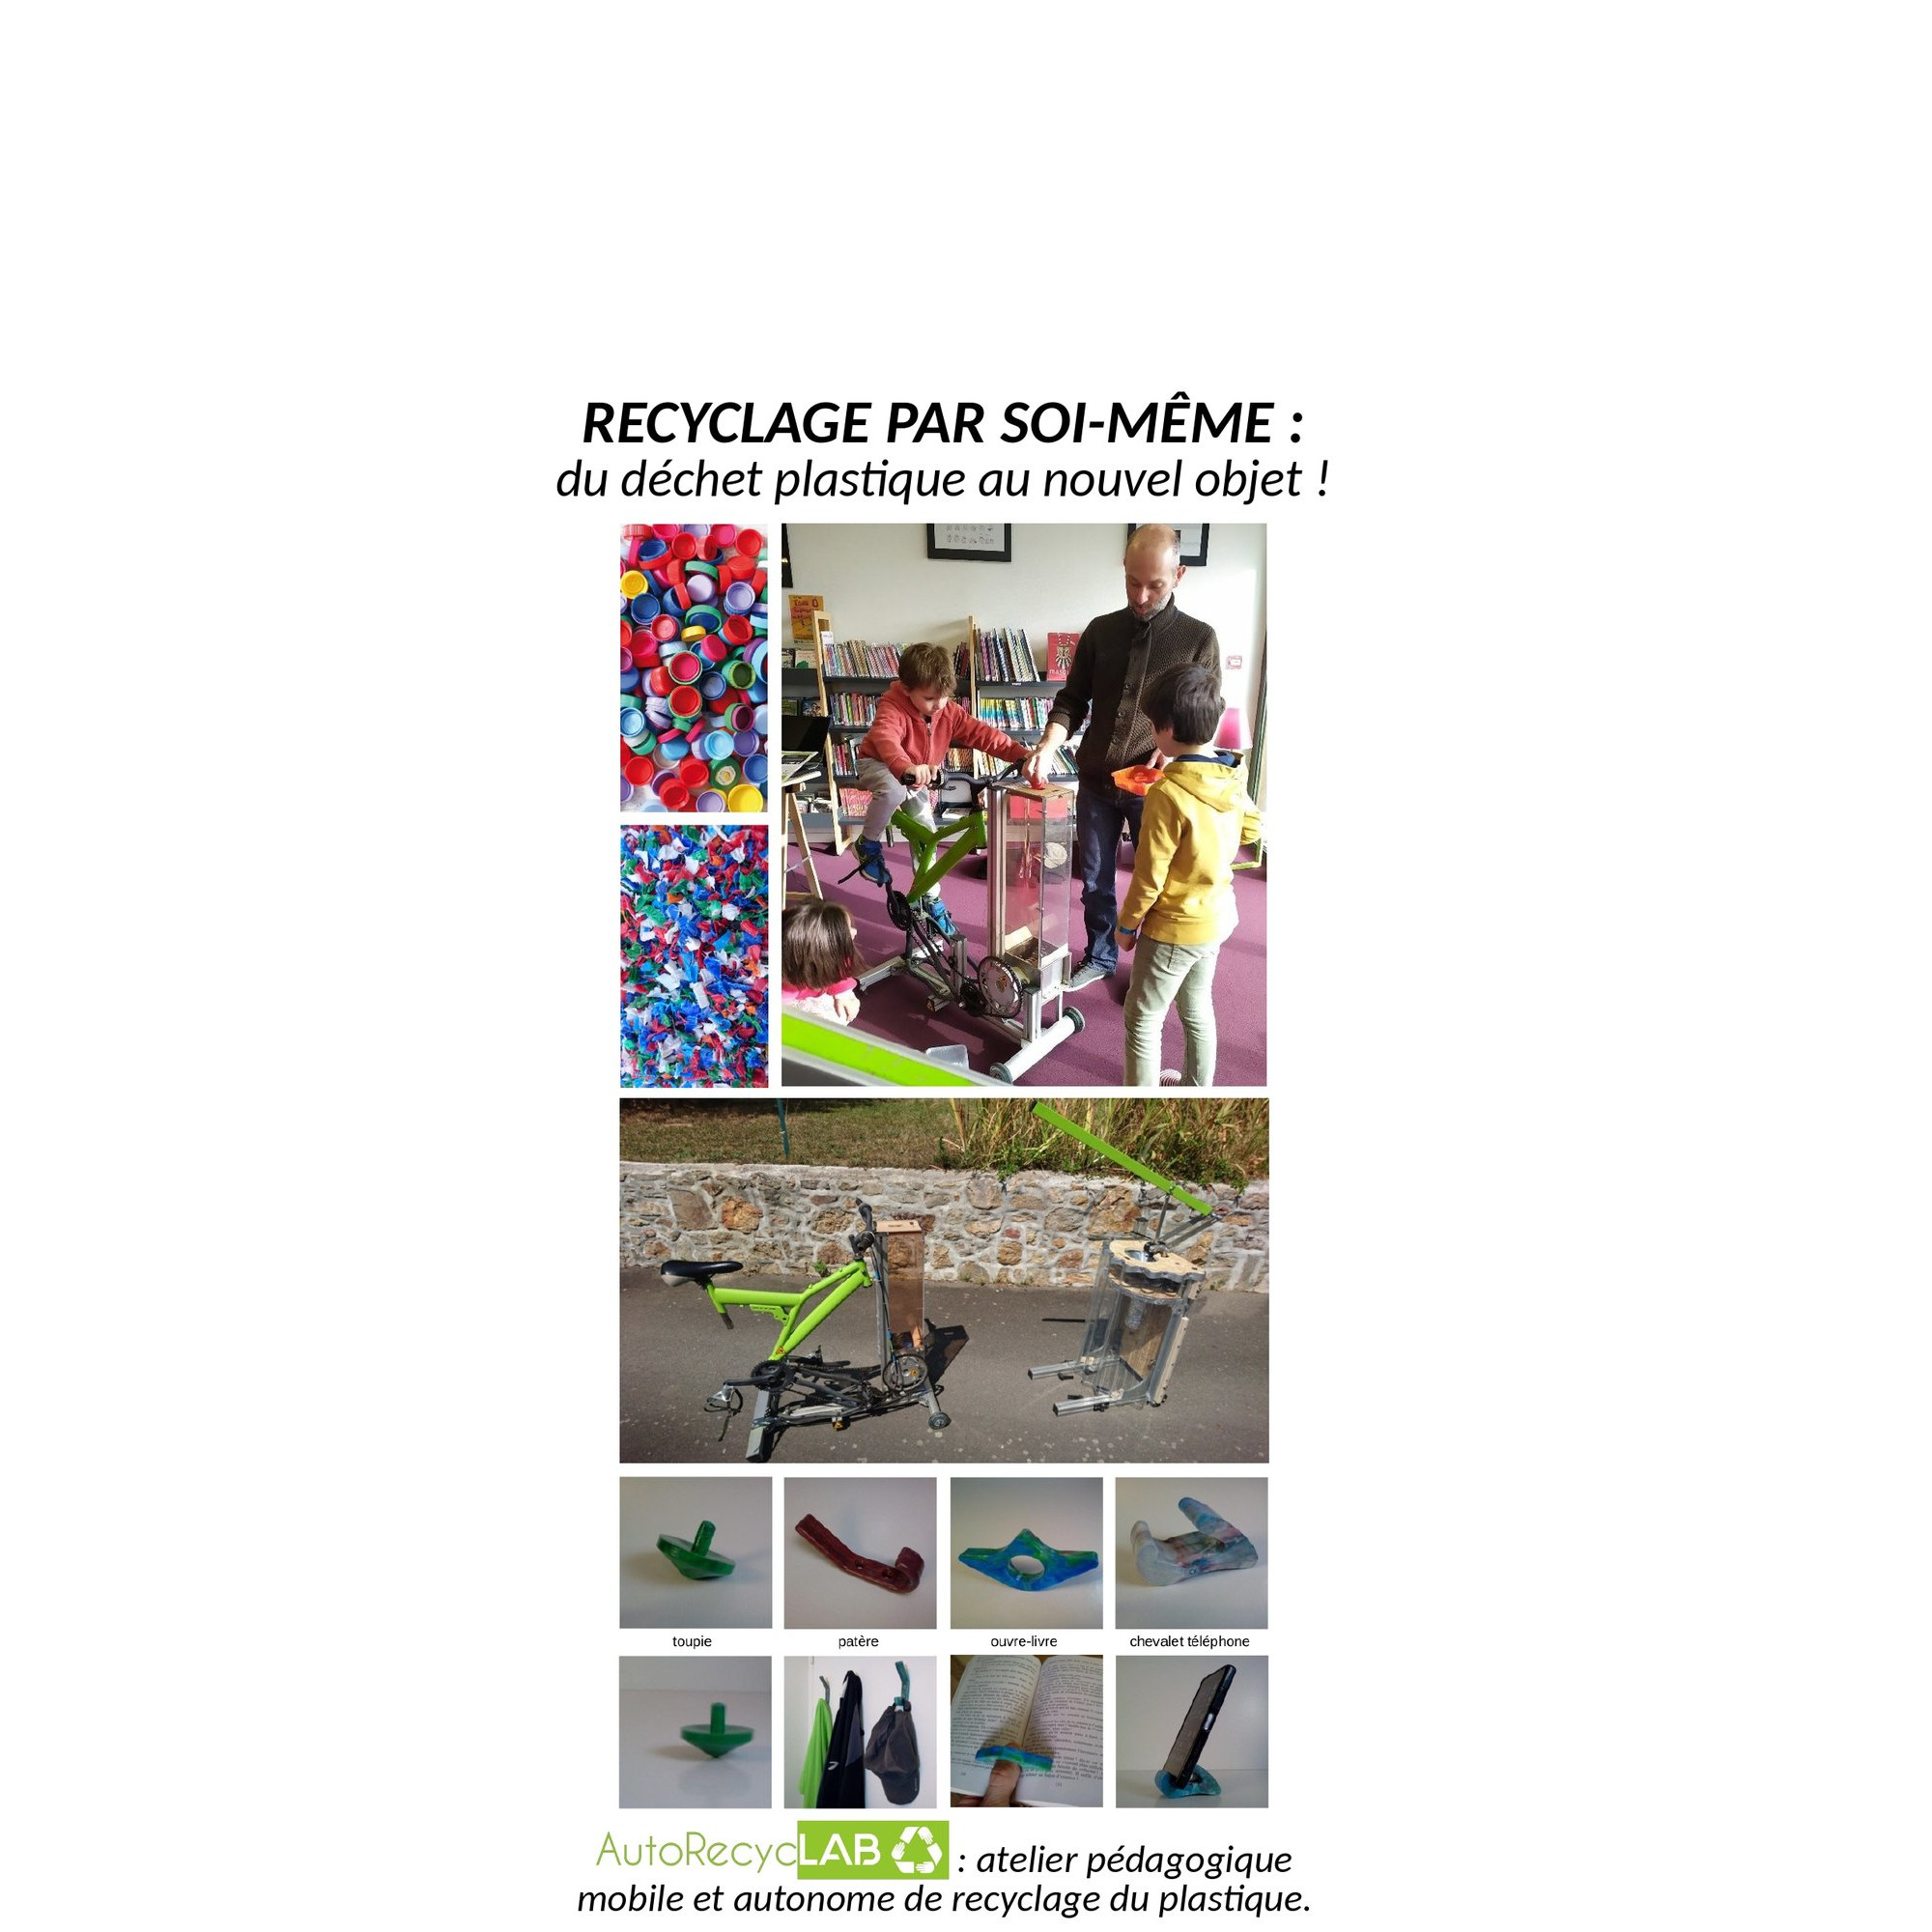 RECYCLAGE PAR SOI-MÊME :
du déchet plastique au nouvel objet !
toupie
patère
ouvre-livre
chevalet téléphone
AutoRecycLAB : atelier pédagogique
mobile et autonome de recyclage du plastique.